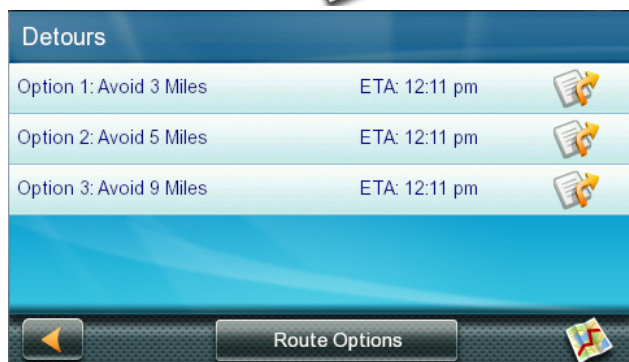 Detours
Option 1: Avoid 3 Miles ETA: 12:11 pm
Option 2: Avoid 5 Miles ETA: 12:11 pm
Option 3: Avoid 9 Miles ETA: 12:11 pm
Route Options